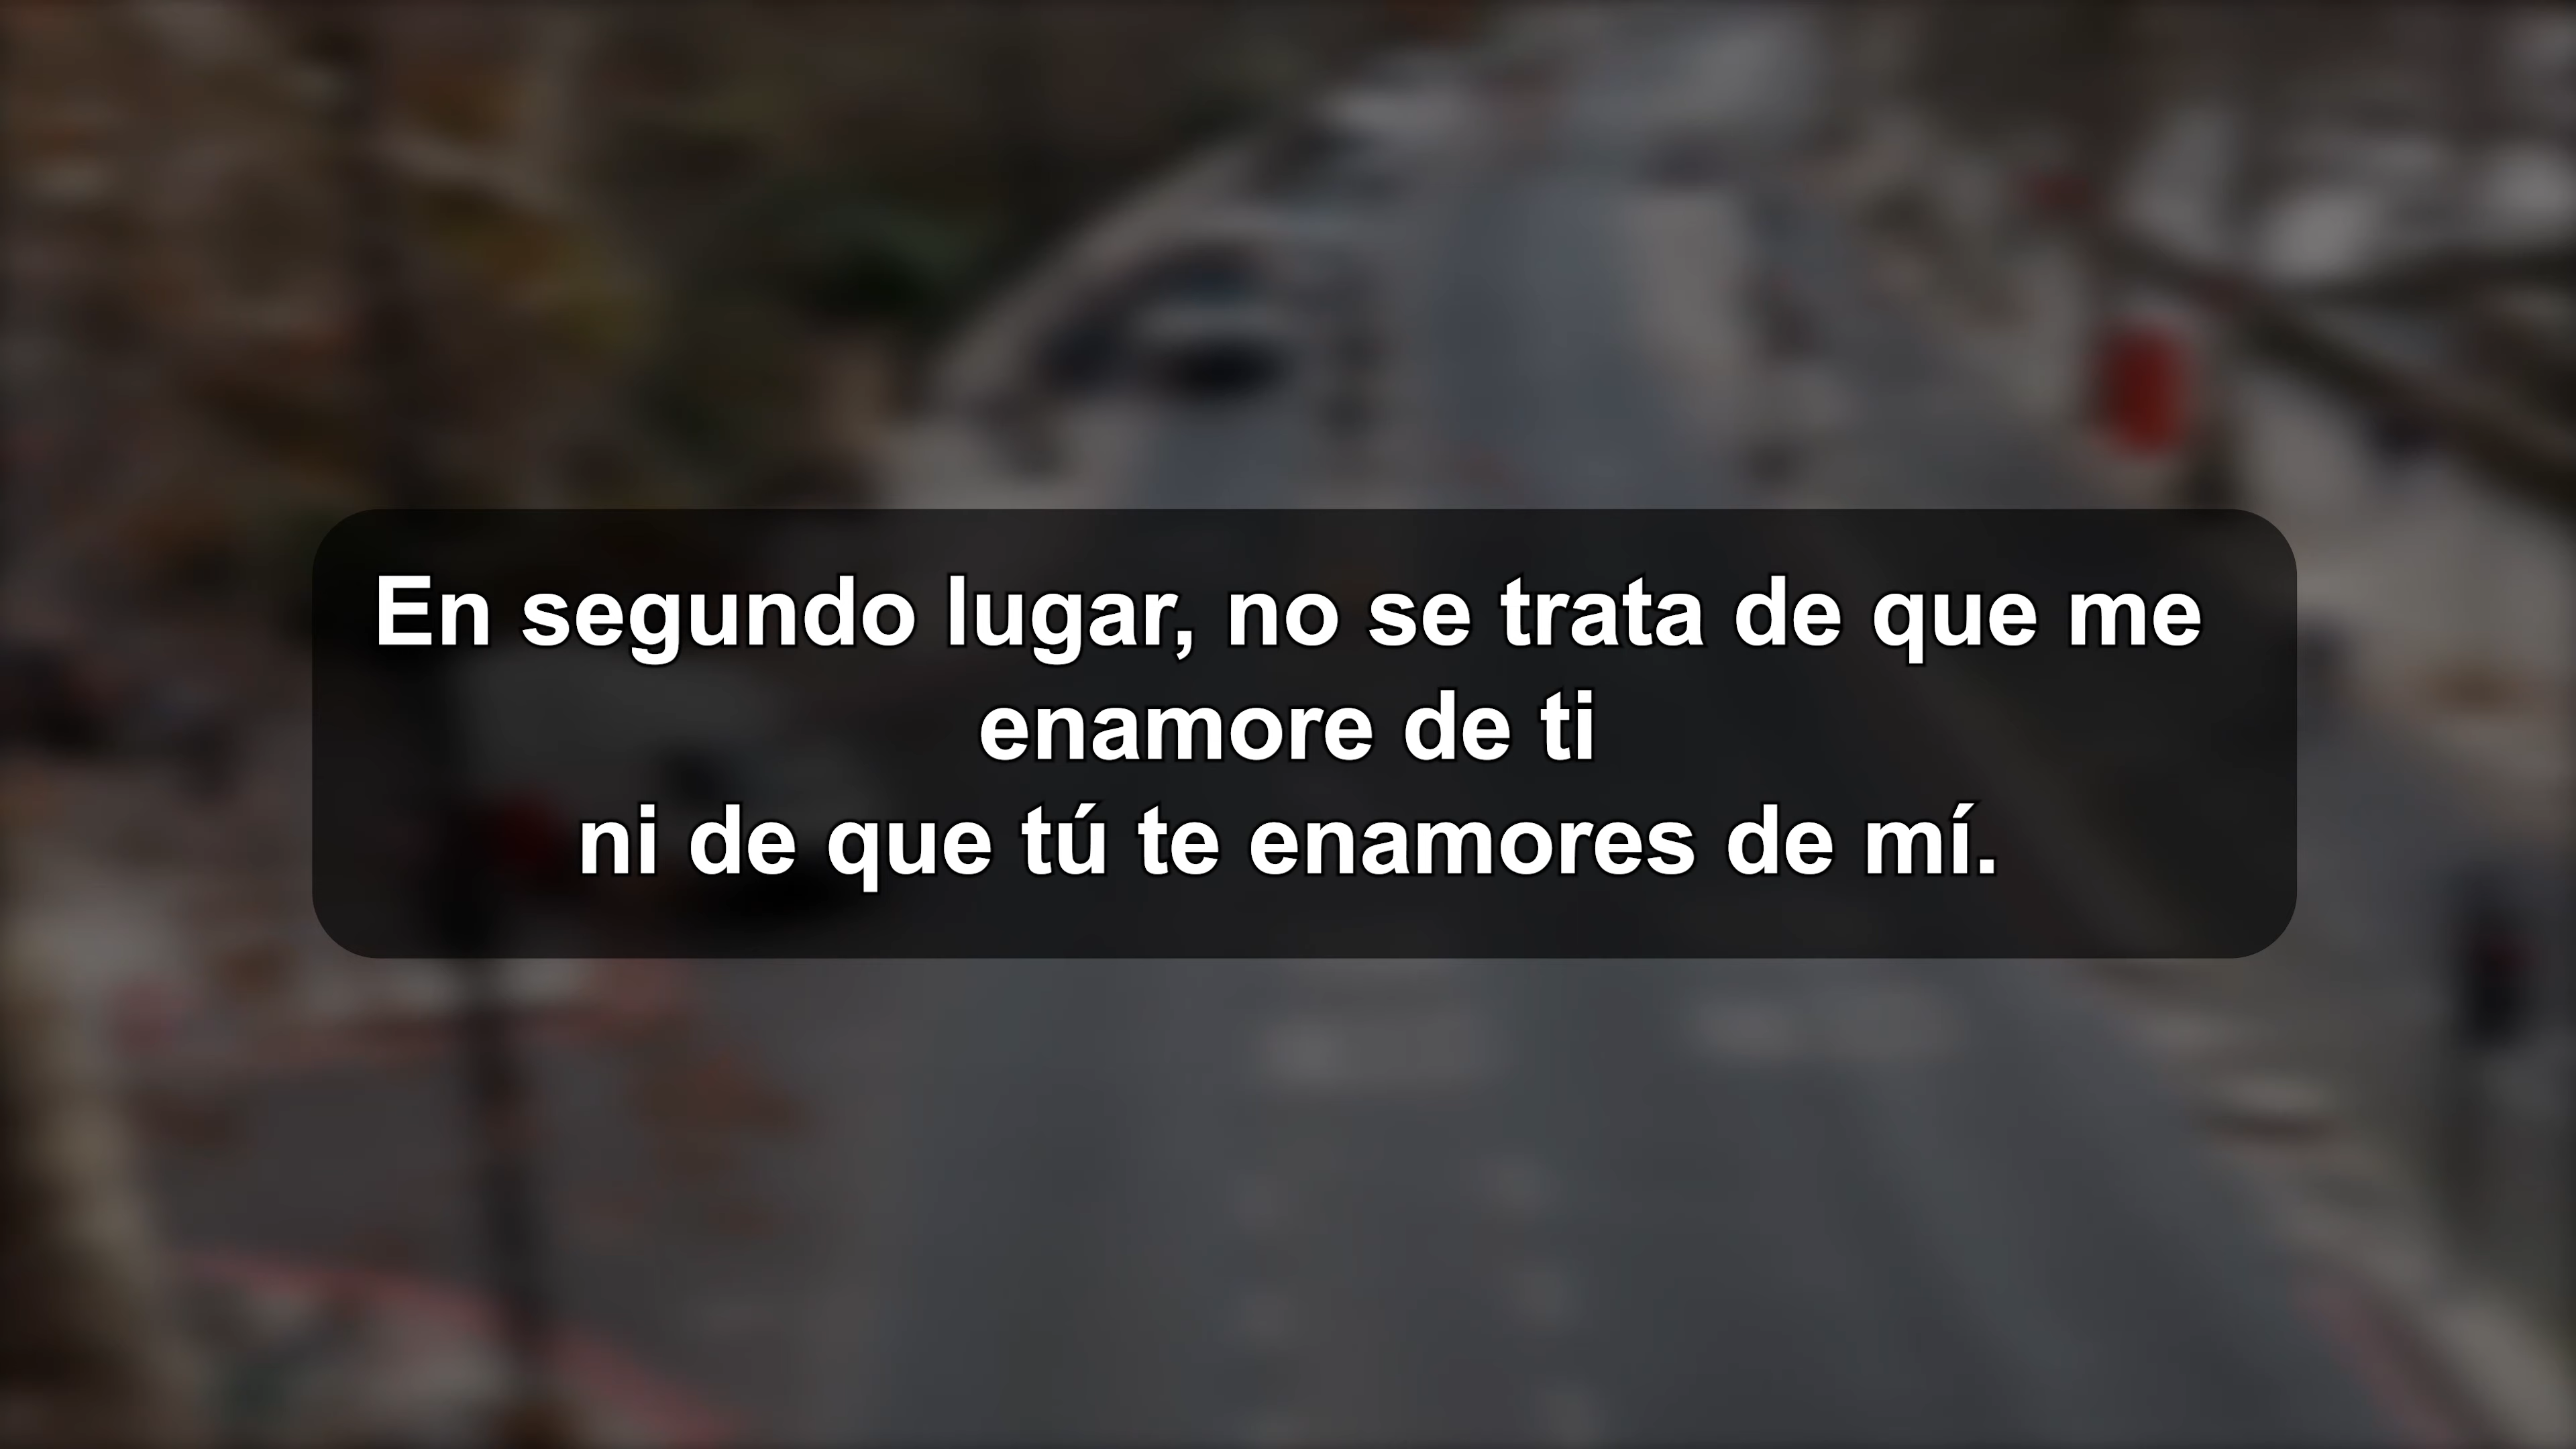 En segundo lugar, no se trata de que me
enamore de ti
ni de que tú te enamores de mí.